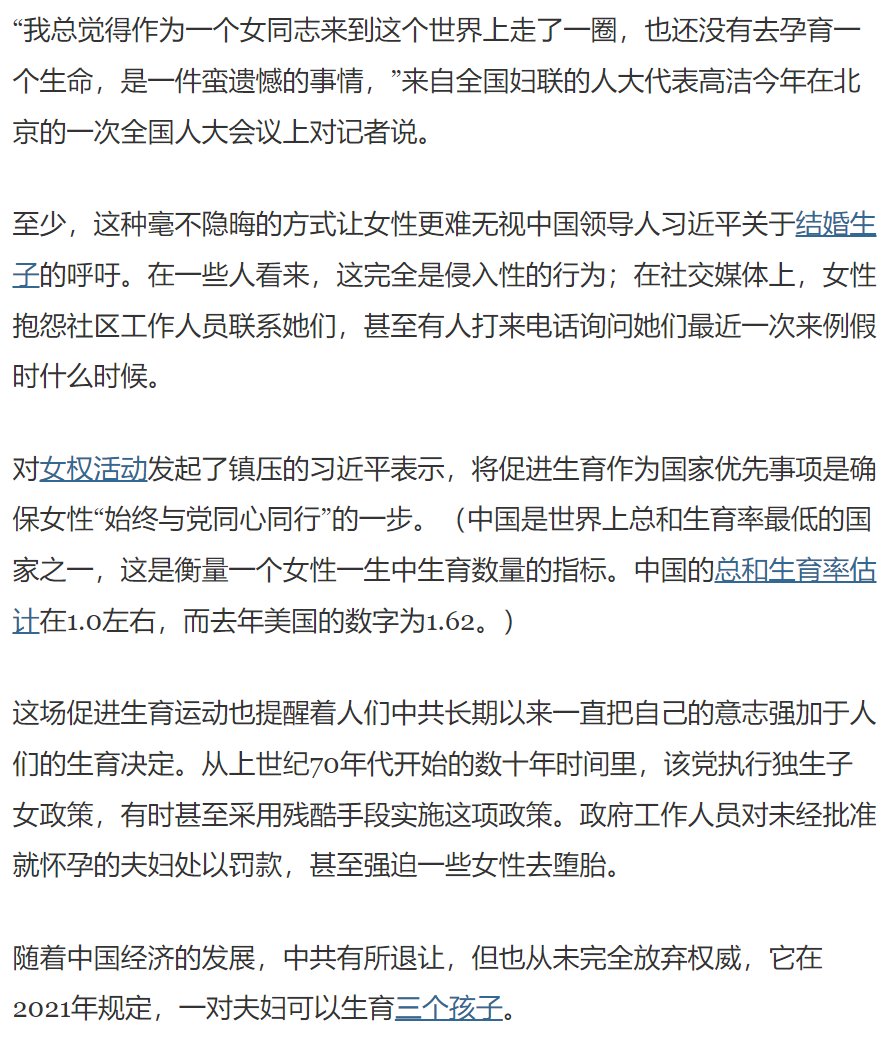 “我总觉得作为一个女同志来到这个世界上走了一圈，也还没有去孕育一
个生命，是一件蛮遗憾的事情，”来自全国妇联的人大代表高洁今年在北
京的一次全国人大会议上对记者说。
至少，这种毫不隐晦的方式让女性更难无视中国领导人习近平关于结婚生
子的呼吁。在一些人看来，这完全是侵入性的行为；在社交媒体上，女性
抱怨社区工作人员联系她们，甚至有人打来电话询问她们最近一次来例假
时什么时候。
对女权活动发起了镇压的习近平表示，将促进生育作为国家优先事项是确
保女性“始终与党同心同行”的一步。（中国是世界上总和生育率最低的国
家之一，这是衡量一个女性一生中生育数量的指标。中国的总和生育率估
计在1.0左右，而去年美国的数字为1.62。）
这场促进生育运动也提醒着人们中共长期以来一直把自己的意志强加于人
们的生育决定。从上世纪70年代开始的数十年时间里，该党执行独生子
女政策，有时甚至采用残酷手段实施这项政策。政府工作人员对未经批准
就怀孕的夫妇处以罚款，甚至强迫一些女性去堕胎。
随着中国经济的发展，中共有所退让，但也从未完全放弃权威，它在
2021年规定，一对夫妇可以生育三个孩子。